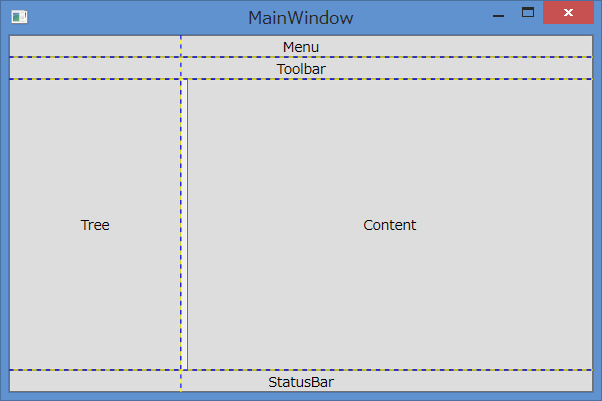 MainWindow
Menu
Toolbar
Tree
Content
StatusBar